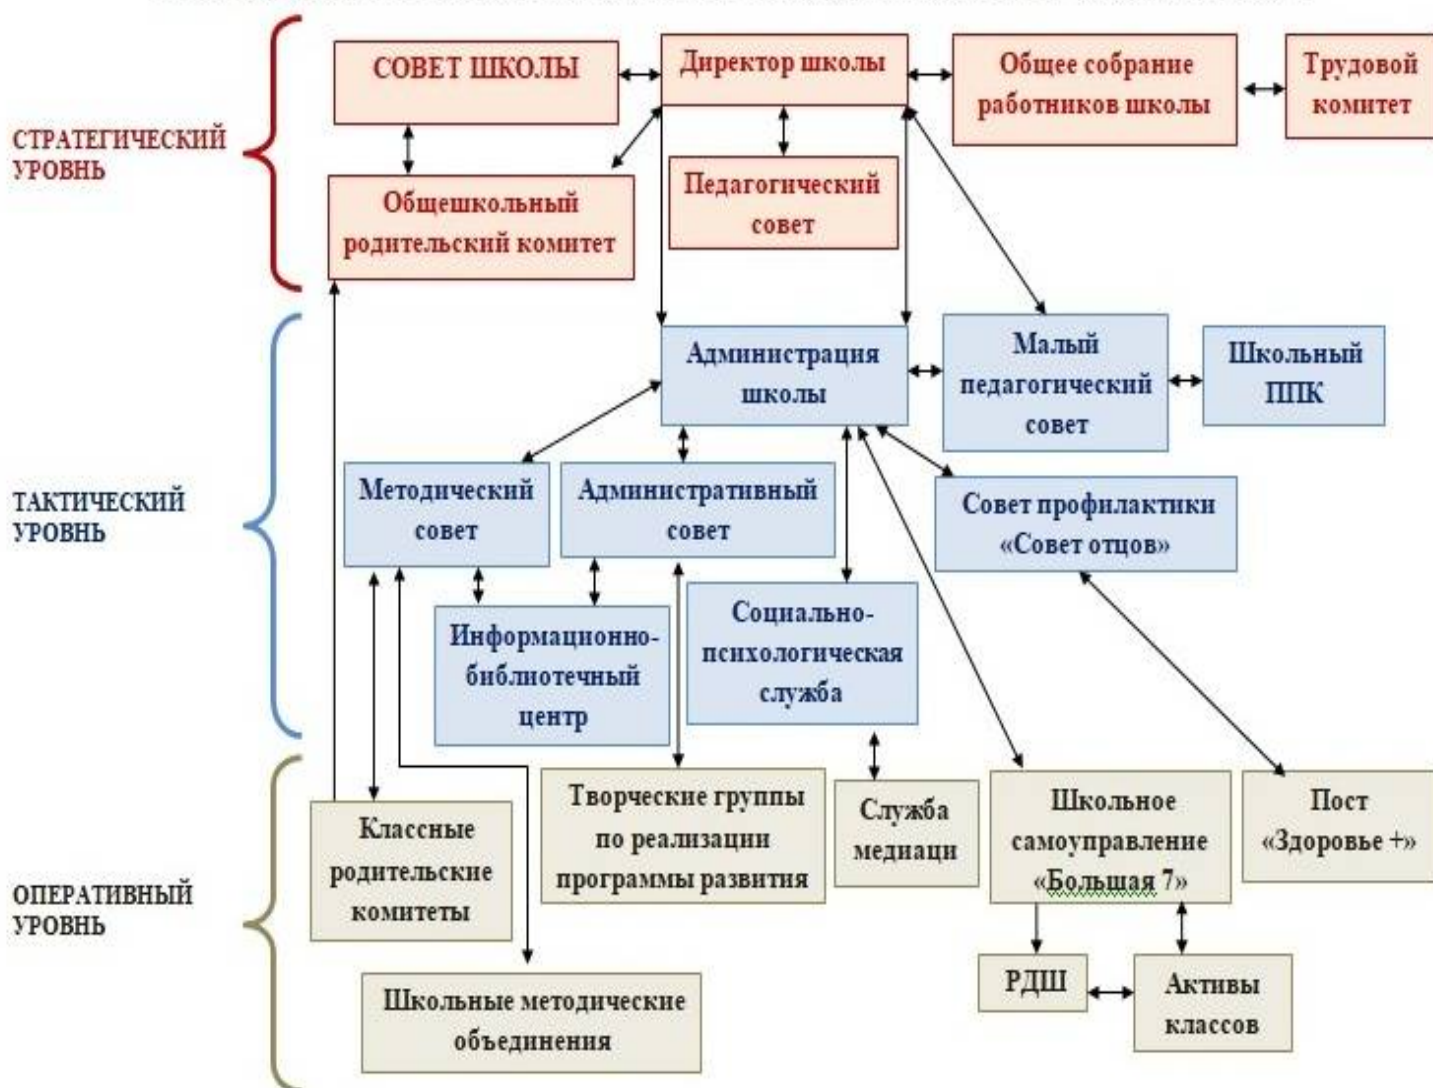 СОВЕТ ШКОЛЫ
Директор школы
Общее собрание
работников школы
Трудовой
комитет
СТРАТЕГИЧЕСКИЙ
УРОВНЬ
Общешкольный
родительский комитет
Педагогический
совет
Администрация
школы
Малый
педагогический
совет
Школьный
ППК
ТАКТИЧЕСКИЙ
УРОВНЬ
Методический
совет
Административный
совет
Совет профилактики
«Совет отцов»
Информационно-
библиотечный
центр
Социально-
психологическая
служба
ОПЕРАТИВНЫЙ
УРОВНЬ
Классные
родительские
комитеты
Творческие группы
по реализации
программы развития
Служба
медиаци
Школьное
самоуправление
«Большая 7»
Пост
«Здоровье +»
Школьные методические
объединения
РДШ
Активы
классов